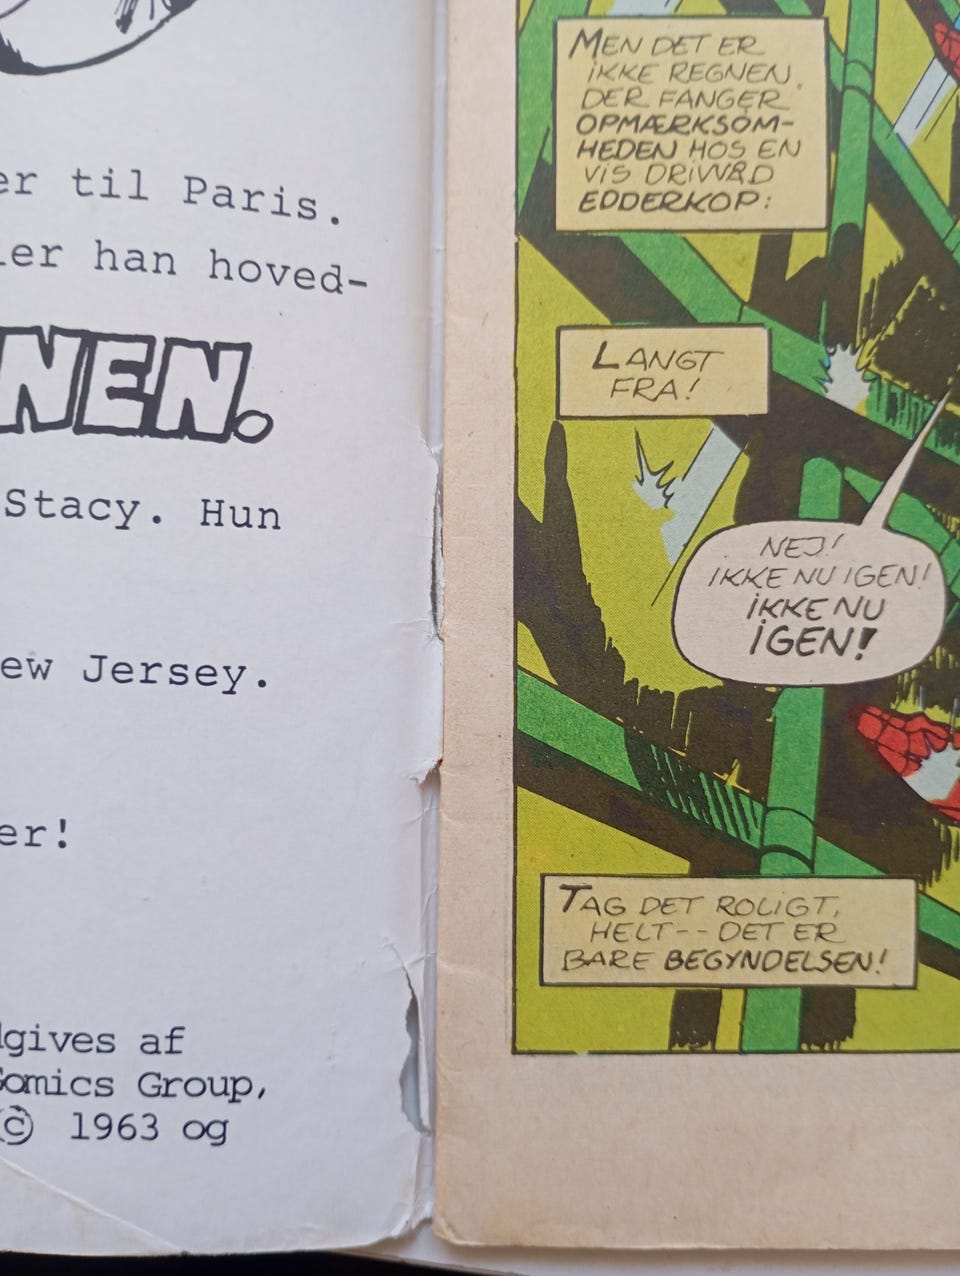 er til Paris.
ler han hoved-
NEN.
Stacy. Hun
ew Jersey.
er!
dgives af
Comics Group,
© 1963 og
MEN DET ER
IKKE REGNEN,
DER FANGER
OPMÆRKSOM-
HEDEN HOS EN
VIS DRIVVÅD
EDDERKOP:
LANGT
FRA!
NEJ!
IKKE NU IGEN!
IKKE NU
IGEN!
TAG DET ROLIGT,
HELT-- DET ER
BARE BEGYNDELSEN!